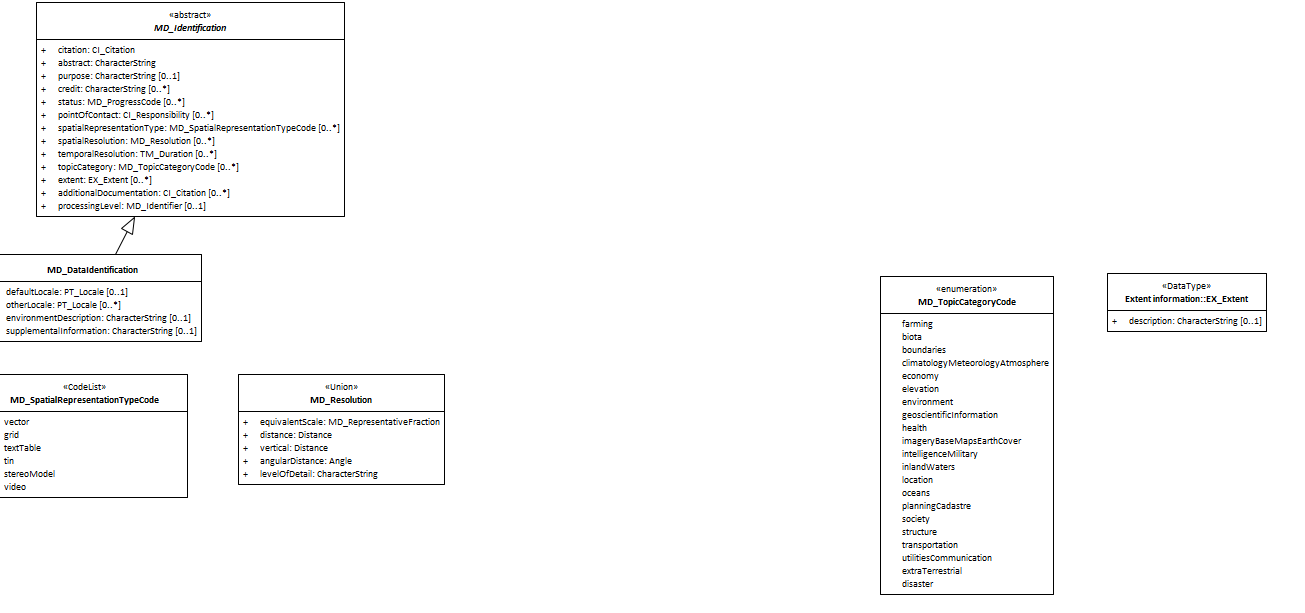 «abstract»
MD_Identification
+ citation: CI_Citation
+ abstract: CharacterString
+ purpose: CharacterString [0..1]
+ credit: CharacterString [0..*]
+ status: MD_ProgressCode [0..*]
+ pointOfContact: CI_Responsibility [0..*]
+ spatialRepresentationType: MD_SpatialRepresentationTypeCode [0..*]
+ spatialResolution: MD_Resolution [0..*]
+ temporalResolution: TM_Duration [0..*]
+ topicCategory: MD_TopicCategoryCode [0..*]
+ extent: EX_Extent [0..*]
+ additionalDocumentation: CI_Citation [0..*]
+ processingLevel: MD_Identifier [0..1]
MD_DataIdentification
defaultLocale: PT_Locale [0..1]
otherLocale: PT_Locale [0..*]
environmentDescription: CharacterString [0..1]
supplementalInformation: CharacterString [0..1]
«CodeList»
MD_SpatialRepresentationTypeCode
vector
grid
textTable
tin
stereoModel
video
«Union»
MD_Resolution
+ equivalentScale: MD_RepresentativeFraction
+ distance: Distance
+ vertical: Distance
+ angularDistance: Angle
+ levelOfDetail: CharacterString
«enumeration»
MD_TopicCategoryCode
farming
biota
boundaries
climatologyMeteorologyAtmosphere
economy
elevation
environment
geoscientificInformation
health
imageryBaseMapsEarthCover
intelligenceMilitary
inlandWaters
location
oceans
planningCadastre
society
structure
transportation
utilitiesCommunication
extraTerrestrial
disaster
«DataType»
Extent information::EX_Extent
+ description: CharacterString [0..1]